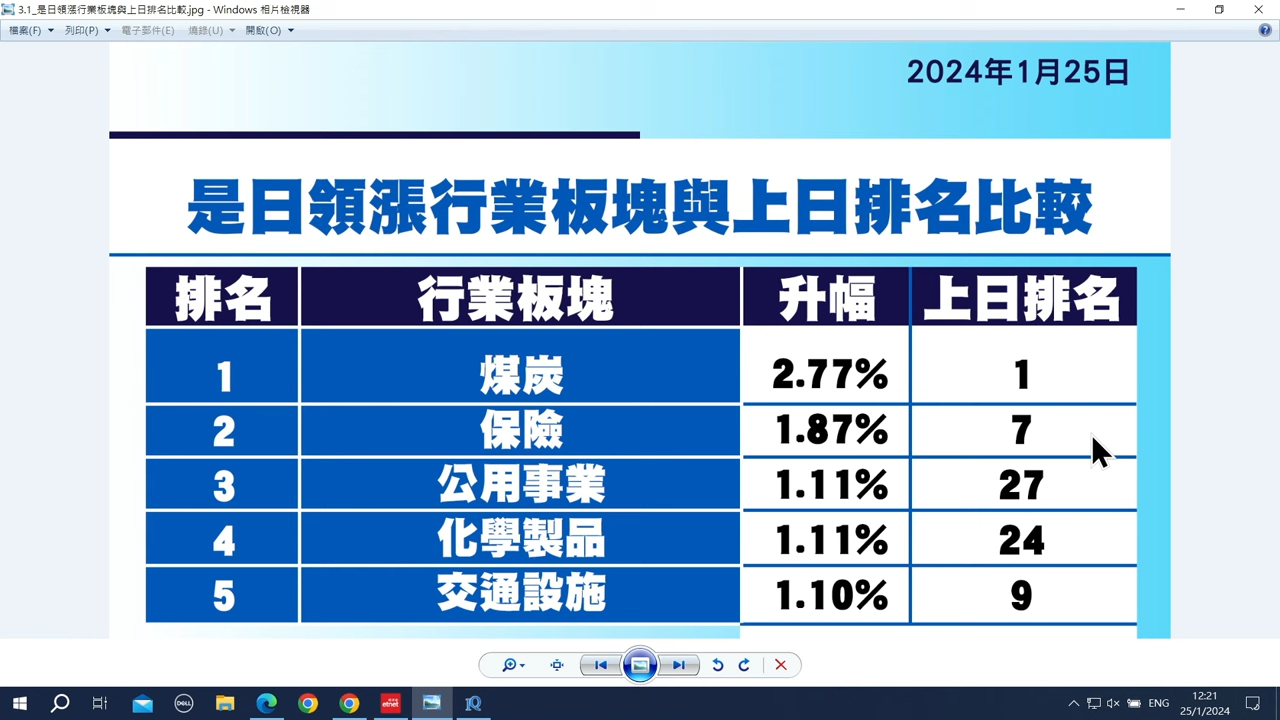 3.1_是日領漲行業板塊與上日排名比較.jpg - Windows 相片檢視器
檔案(F) 列印(P) 電子郵件(E) 燒錄(U) 開啟(O)
2024年1月25日
是日領漲行業板塊與上日排名比較
排名 行業板塊 升幅 上日排名
1 煤炭 2.77% 1
2 保險 1.87% 7
3 公用事業 1.11% 27
4 化學製品 1.11% 24
5 交通設施 1.10% 9
DELL etnet IQ ENG 12:21
25/1/2024